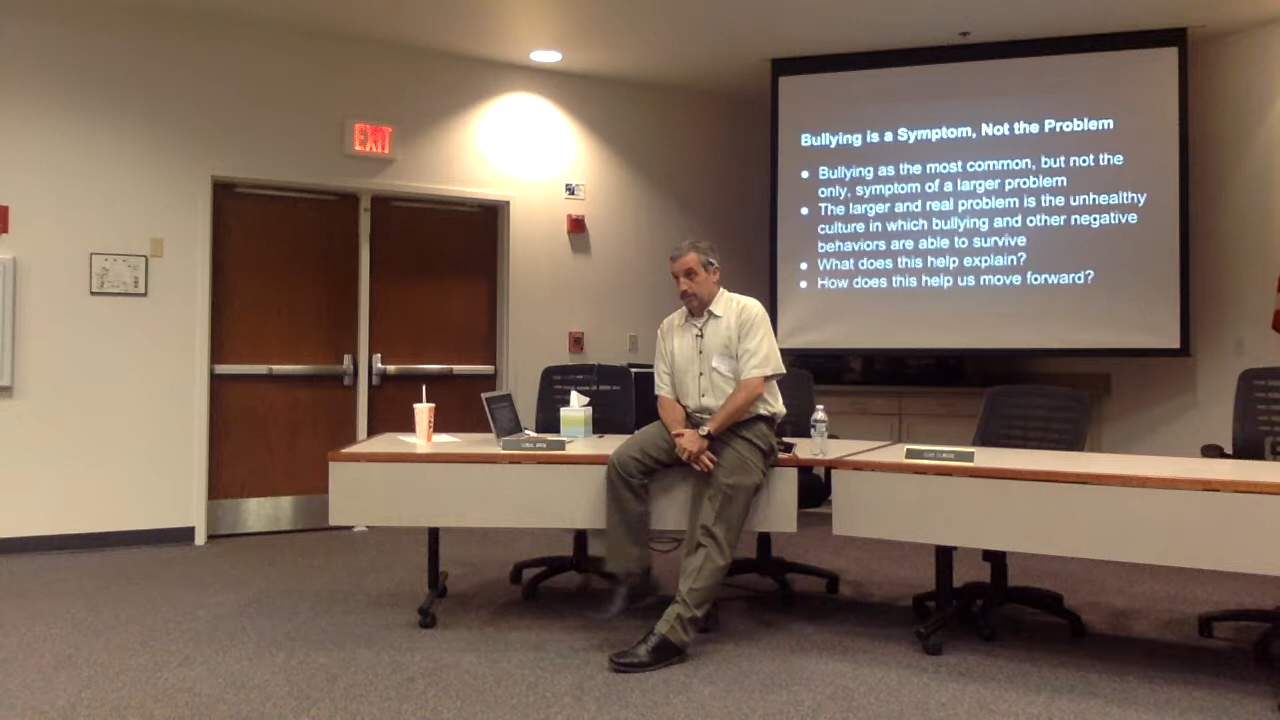 EXIT
Bullying is a Symptom, Not the Problem
● Bullying as the most common, but not the
only, symptom of a larger problem
● The larger and real problem is the unhealthy
culture in which bullying and other negative
behaviors are able to survive
● What does this help explain?
● How does this help us move forward?